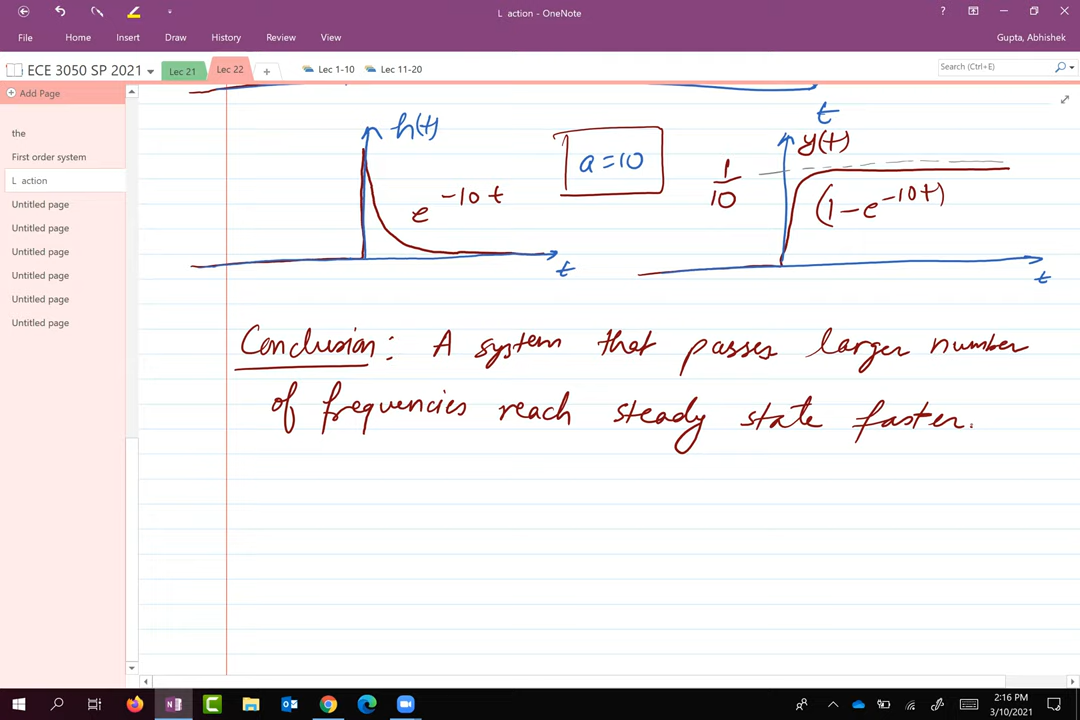 L action - OneNote
?
File Home Insert Draw History Review View
Gupta, Abhishek
ECE 3050 SP 2021 Lec 21 Lec 22 + Lec 1-10 Lec 11-20
Search (Ctrl+E)
Add Page
the
First order system
L action
Untitled page
Untitled page
Untitled page
Untitled page
Untitled page
Untitled page
t
h(t)
a=10
y(t)
1/10
e^{-10t}
(1-e^{-10t})
t
t
Conclusion: A system that passes larger number
of frequencies reach steady state faster.
2:16 PM
3/10/2021